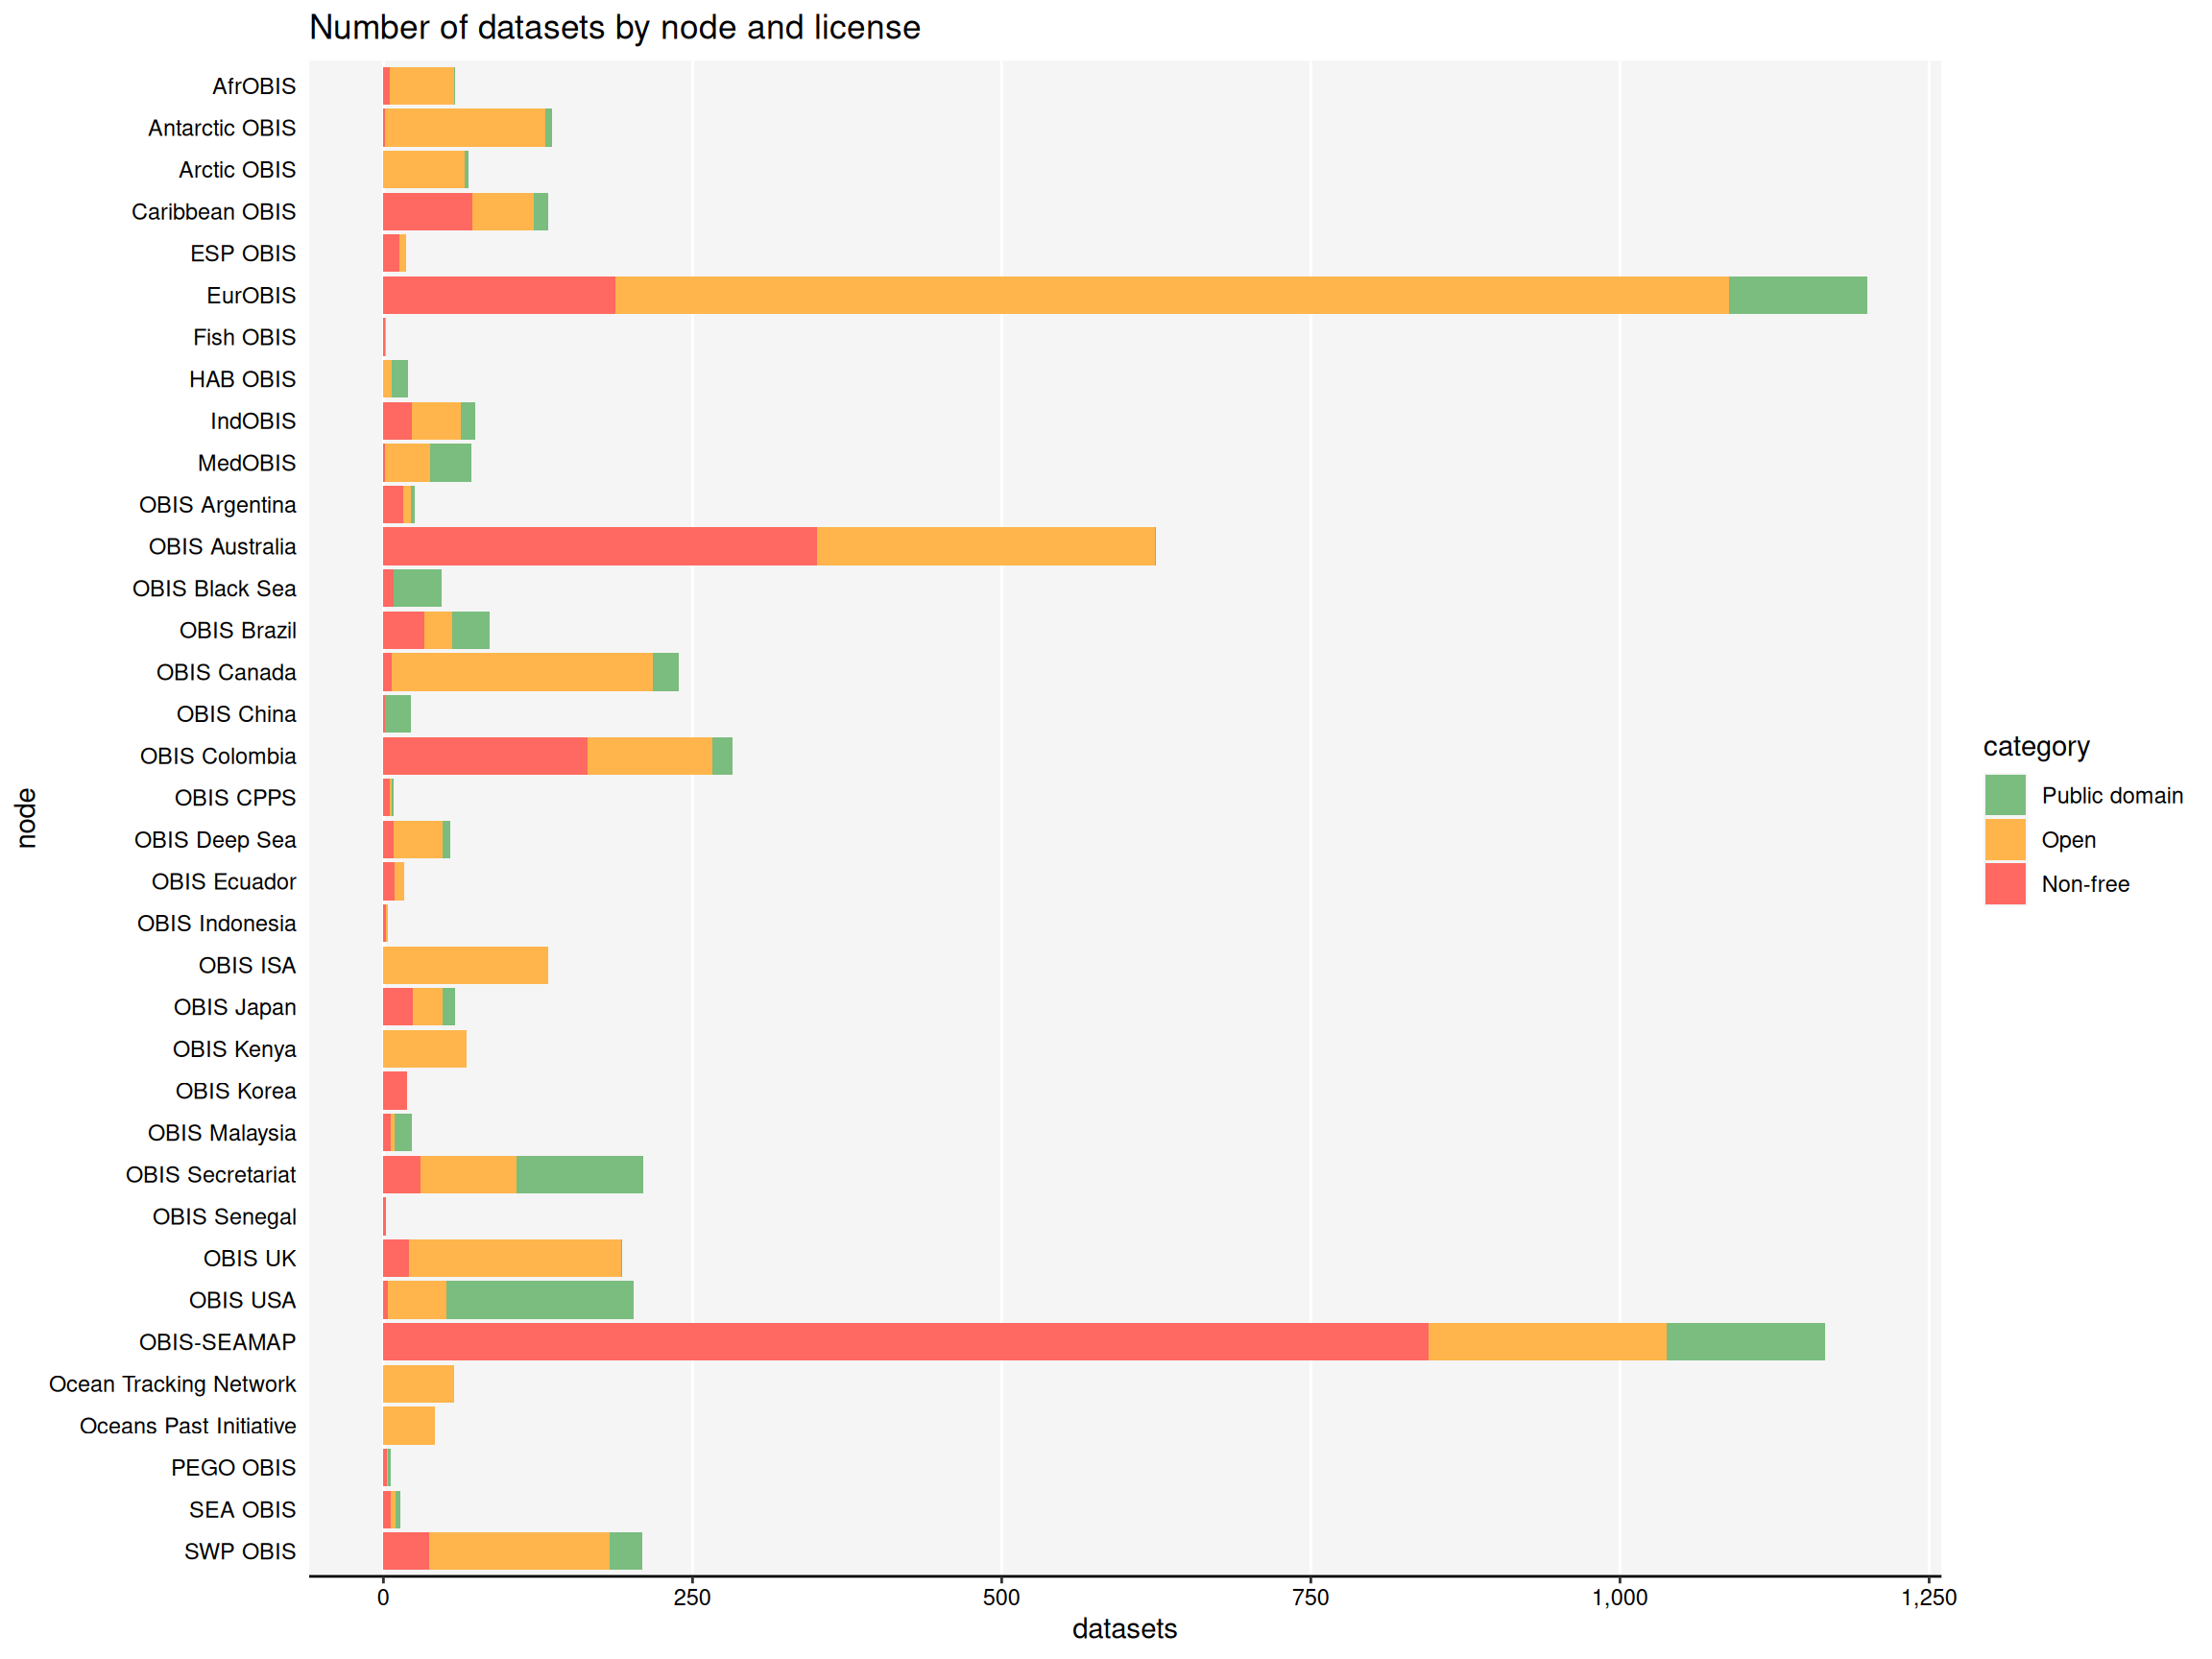 Number of datasets by node and license
AfrOBIS
Antarctic OBIS
Arctic OBIS
Caribbean OBIS
ESP OBIS
EurOBIS
Fish OBIS
HAB OBIS
IndOBIS
MedOBIS
OBIS Argentina
OBIS Australia
OBIS Black Sea
OBIS Brazil
OBIS Canada
OBIS China
OBIS Colombia
OBIS CPPS
OBIS Deep Sea
OBIS Ecuador
OBIS Indonesia
OBIS ISA
OBIS Japan
OBIS Kenya
OBIS Korea
OBIS Malaysia
OBIS Secretariat
OBIS Senegal
OBIS UK
OBIS USA
OBIS-SEAMAP
Ocean Tracking Network
Oceans Past Initiative
PEGO OBIS
SEA OBIS
SWP OBIS
node
0 250 500 750 1,000 1,250
datasets
category
Public domain
Open
Non-free